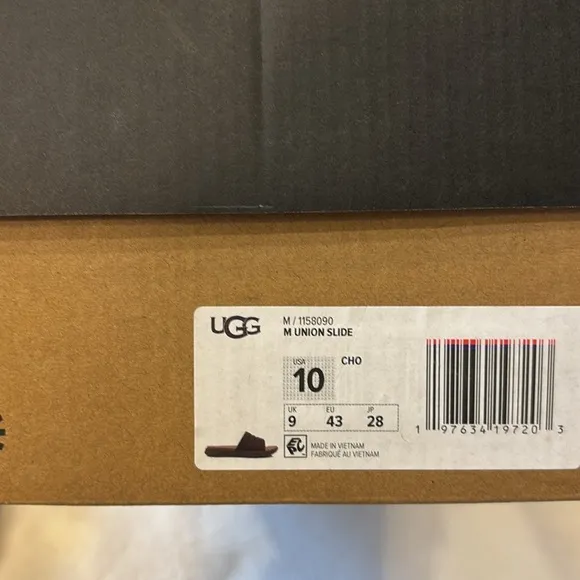 UGG
M / 1158090
M UNION SLIDE
USA
10
CHO
UK EU JP
9 43 28
MADE IN VIETNAM
FABRIQUÉ AU VIETNAM
1 97634 19720 3